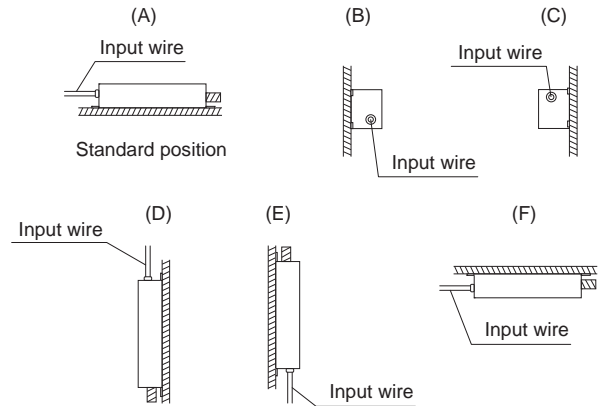 (A)
(B)
(C)
Input wire
Input wire
Input wire
Standard position
(D)
(E)
(F)
Input wire
Input wire
Input wire